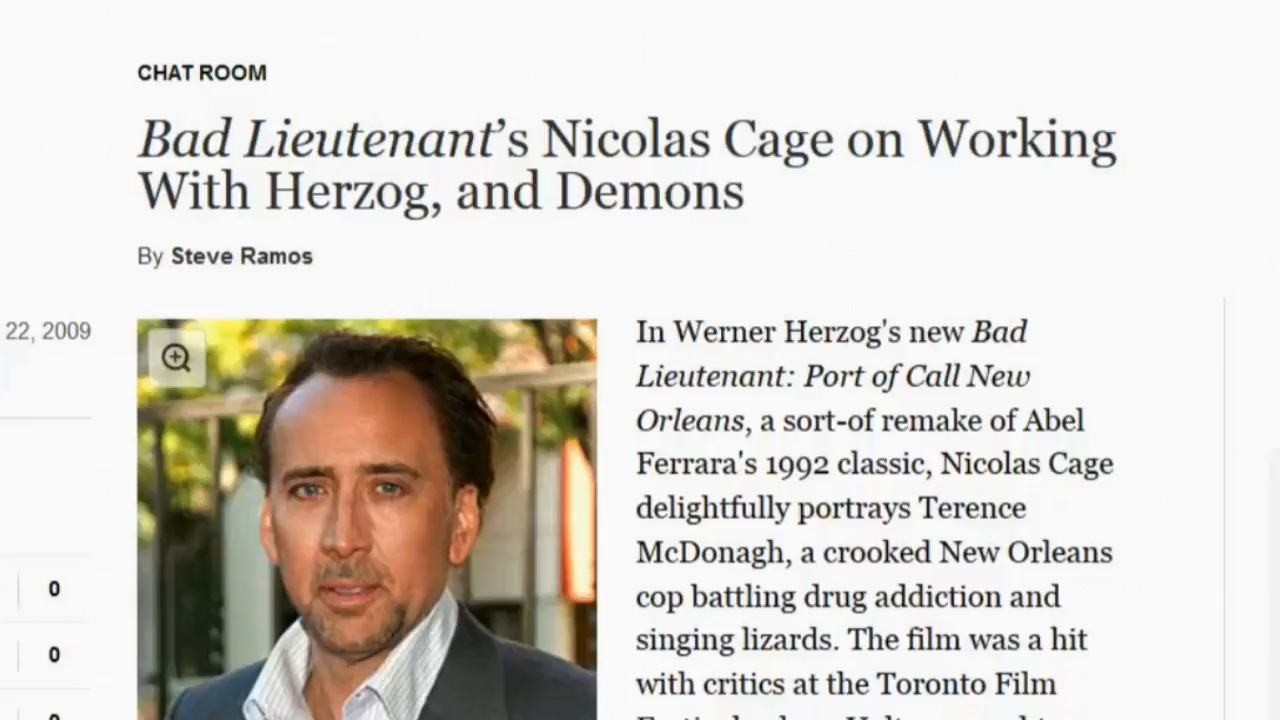 CHAT ROOM
Bad Lieutenant’s Nicolas Cage on Working
With Herzog, and Demons
By Steve Ramos
22, 2009
In Werner Herzog's new Bad
Lieutenant: Port of Call New
Orleans, a sort-of remake of Abel
Ferrara's 1992 classic, Nicolas Cage
delightfully portrays Terence
McDonagh, a crooked New Orleans
cop battling drug addiction and
singing lizards. The film was a hit
with critics at the Toronto Film
0
0